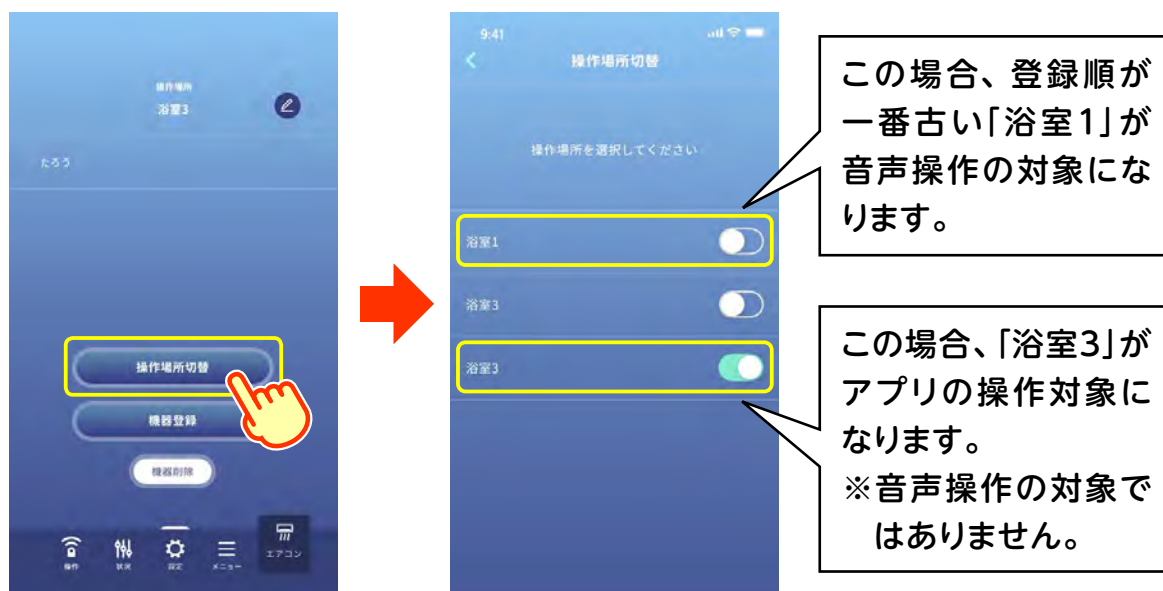 操作場所
浴室3
たろう
操作場所切替
機器登録
機器削除
操作
状況
設定
メニュー
エアコン
9:41
操作場所切替
操作場所を選択してください
浴室1
浴室3
浴室3
この場合、登録順が
一番古い「浴室1」が
音声操作の対象にな
ります。
この場合、「浴室3」が
アプリの操作対象に
なります。
※音声操作の対象で
はありません。